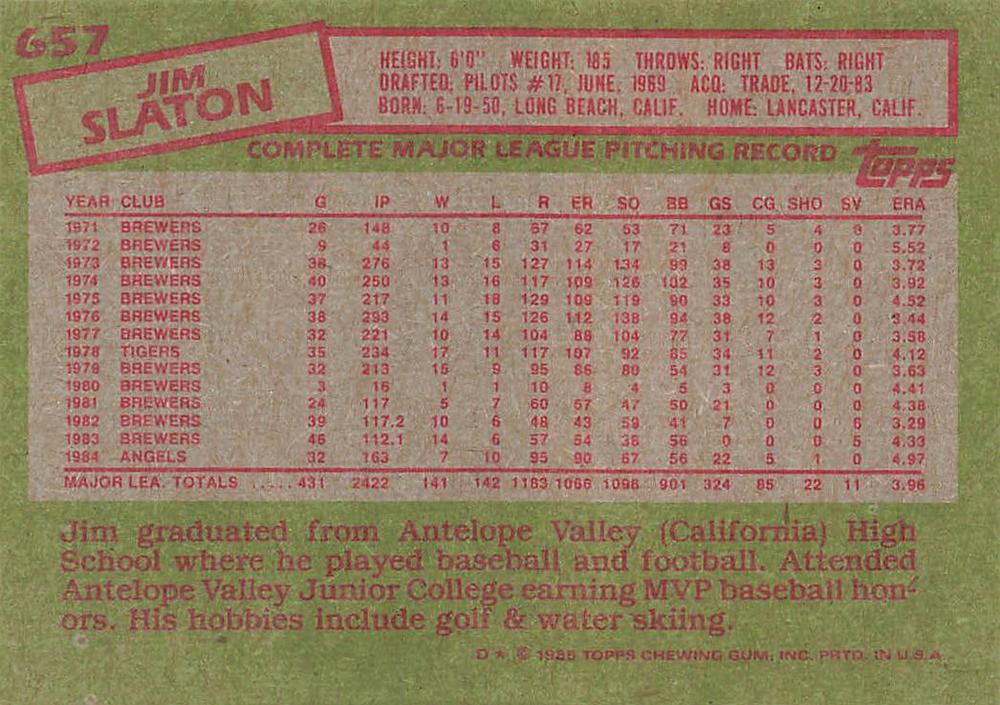 657
JIM
SLATON
HEIGHT: 6'0" WEIGHT: 185 THROWS: RIGHT BATS: RIGHT
DRAFTED: PILOTS #17, JUNE, 1969 ACQ: TRADE, 12-20-83
BORN: 6-19-50, LONG BEACH, CALIF. HOME: LANCASTER, CALIF.
COMPLETE MAJOR LEAGUE PITCHING RECORD
topps
YEAR CLUB G IP W L R ER SO BB GS CG SHO SV ERA
1971 BREWERS 26 148 10 8 67 62 63 71 23 5 4 0 3.77
1972 BREWERS 9 44 1 6 31 27 17 21 8 0 0 0 5.52
1973 BREWERS 38 276 13 15 127 114 134 99 38 13 3 0 3.72
1974 BREWERS 40 250 13 16 117 109 126 102 35 10 3 0 3.92
1975 BREWERS 37 217 11 18 129 109 119 90 33 10 3 0 4.52
1976 BREWERS 38 293 14 15 126 112 138 94 38 12 2 0 3.44
1977 BREWERS 32 221 10 14 104 88 104 77 31 7 1 0 3.58
1978 TIGERS 35 234 17 11 117 107 92 85 34 11 2 0 4.12
1979 BREWERS 32 213 15 9 95 86 80 54 31 12 3 0 3.63
1980 BREWERS 3 16 1 1 10 8 4 5 3 0 0 0 4.41
1981 BREWERS 24 117 5 7 60 57 47 50 21 0 0 0 4.38
1982 BREWERS 39 117.2 10 6 48 43 59 41 7 0 0 6 3.29
1983 BREWERS 46 112.1 14 6 57 54 38 56 0 0 0 5 4.33
1984 ANGELS 32 163 7 10 95 90 67 56 22 5 1 0 4.97
MAJOR LEA. TOTALS ..... 431 2422 141 142 1183 1066 1098 901 324 85 22 11 3.96
Jim graduated from Antelope Valley (California) High
School where he played baseball and football. Attended
Antelope Valley Junior College earning MVP baseball hon-
ors. His hobbies include golf & water skiing.
D★ © 1985 TOPPS CHEWING GUM, INC. PRTD. IN U.S.A.